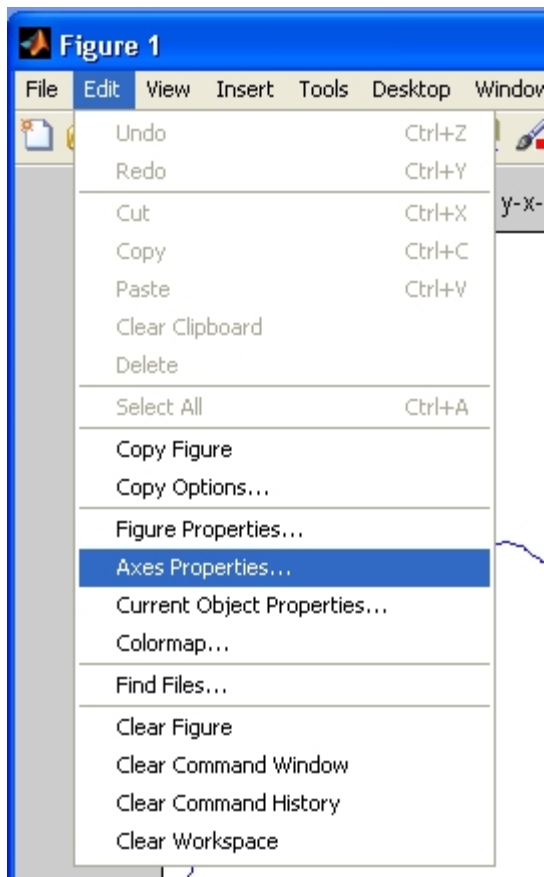 Figure 1
File Edit View Insert Tools Desktop Window
Undo Ctrl+Z
Redo Ctrl+Y
y-x-
Cut Ctrl+X
Copy Ctrl+C
Paste Ctrl+V
Clear Clipboard
Delete
Select All Ctrl+A
Copy Figure
Copy Options...
Figure Properties...
Axes Properties...
Current Object Properties...
Colormap...
Find Files...
Clear Figure
Clear Command Window
Clear Command History
Clear Workspace